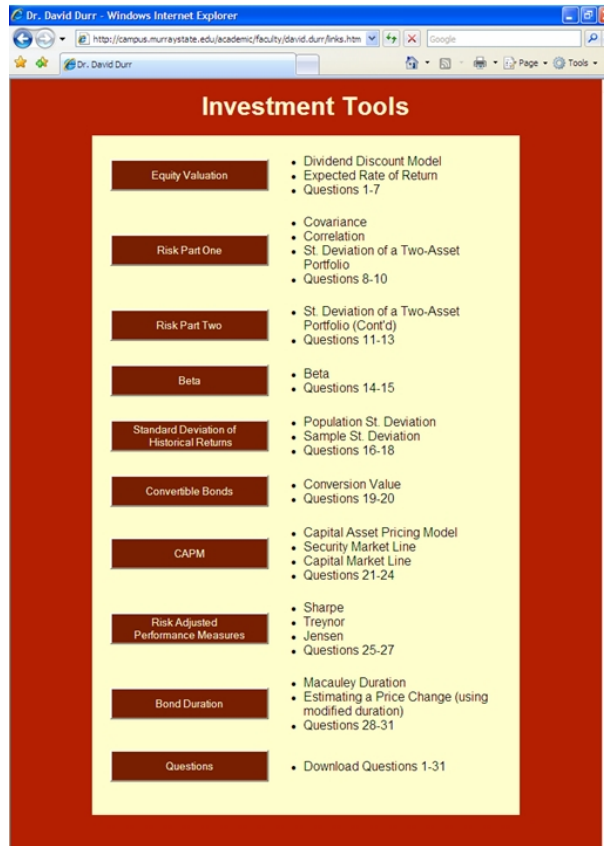 Dr. David Durr - Windows Internet Explorer
http://campus.murraystate.edu/academic/faculty/david.durr/links.htm
Google
Dr. David Durr
Page
Tools
Investment Tools
Equity Valuation
• Dividend Discount Model
• Expected Rate of Return
• Questions 1-7
Risk Part One
• Covariance
• Correlation
• St. Deviation of a Two-Asset
Portfolio
• Questions 8-10
Risk Part Two
• St. Deviation of a Two-Asset
Portfolio (Cont'd)
• Questions 11-13
Beta
• Beta
• Questions 14-15
Standard Deviation of
Historical Returns
• Population St. Deviation
• Sample St. Deviation
• Questions 16-18
Convertible Bonds
• Conversion Value
• Questions 19-20
CAPM
• Capital Asset Pricing Model
• Security Market Line
• Capital Market Line
• Questions 21-24
Risk Adjusted
Performance Measures
• Sharpe
• Treynor
• Jensen
• Questions 25-27
Bond Duration
• Macauley Duration
• Estimating a Price Change (using
modified duration)
• Questions 28-31
Questions
• Download Questions 1-31